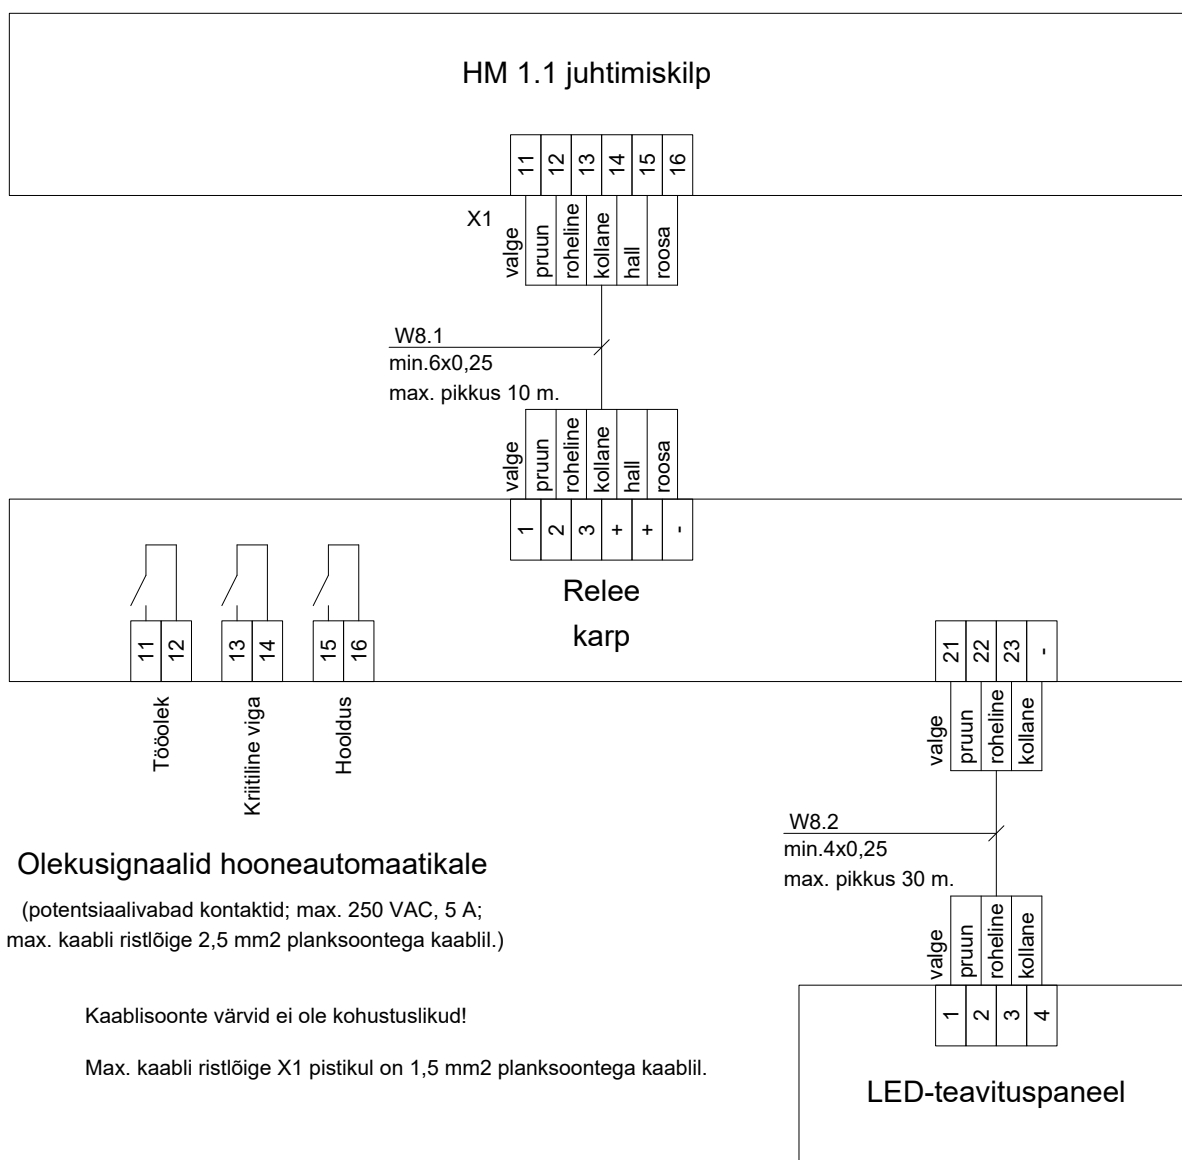 HM 1.1 juhtimiskilp
11 12 13 14 15 16
X1
valge pruun roheline kollane hall roosa
W8.1
min.6x0,25
max. pikkus 10 m.
valge pruun roheline kollane hall roosa
1 2 3 + + -
Relee
karp
11 12 13 14 15 16
Tööolek
Kriitiline viga
Hooldus
21 22 23 -
valge pruun roheline kollane
W8.2
min.4x0,25
max. pikkus 30 m.
valge pruun roheline kollane
1 2 3 4
LED-teavituspaneel
Olekusignaalid hooneautomaatikale
(potentsiaalivabad kontaktid; max. 250 VAC, 5 A;
max. kaabli ristlõige 2,5 mm2 planksoontega kaablil.)
Kaablisoonte värvid ei ole kohustuslikud!
Max. kaabli ristlõige X1 pistikul on 1,5 mm2 planksoontega kaablil.